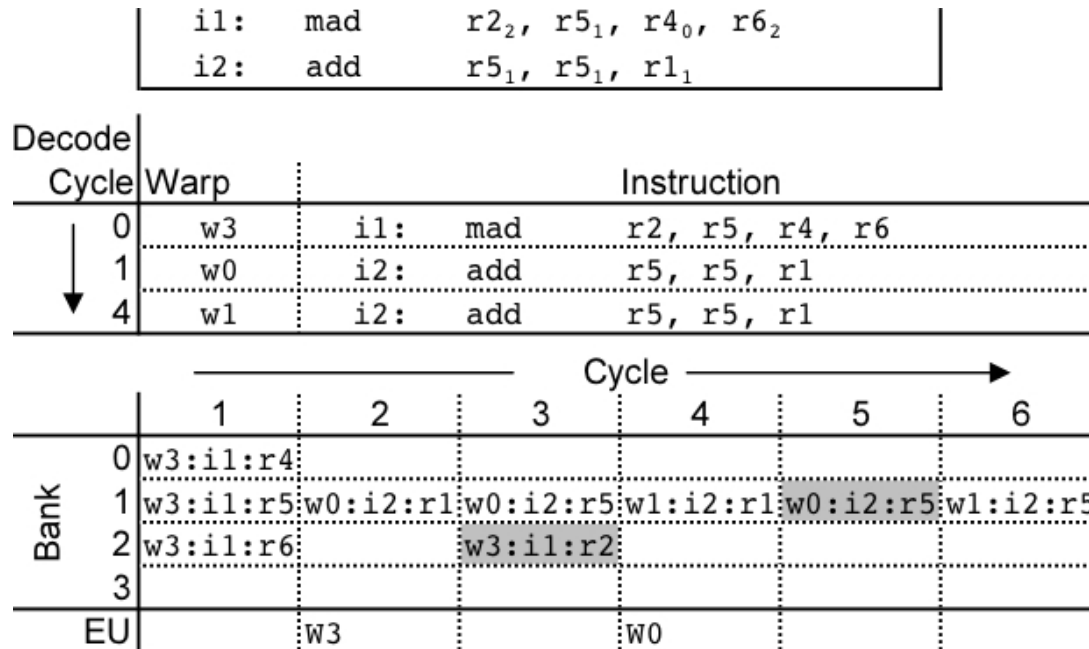 i1: mad r2₂, r5₁, r4₀, r6₂
i2: add r5₁, r5₁, r1₁
Decode
Cycle Warp Instruction
0 w3 i1: mad r2, r5, r4, r6
1 w0 i2: add r5, r5, r1
4 w1 i2: add r5, r5, r1
Cycle
1 2 3 4 5 6
Bank
0 w3:i1:r4
1 w3:i1:r5 w0:i2:r1 w0:i2:r5 w1:i2:r1 w0:i2:r5 w1:i2:r5
2 w3:i1:r6 w3:i1:r2
3
EU W3 W0